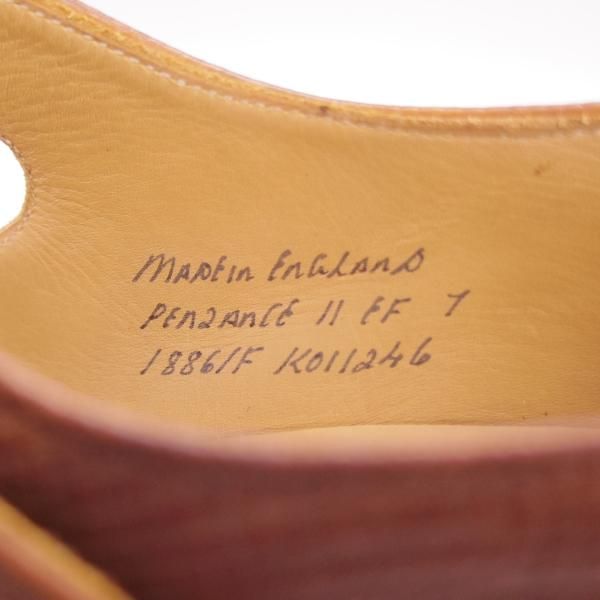 MADE in ENGLAND
PENZANCE II EF 7
1886/F K011246